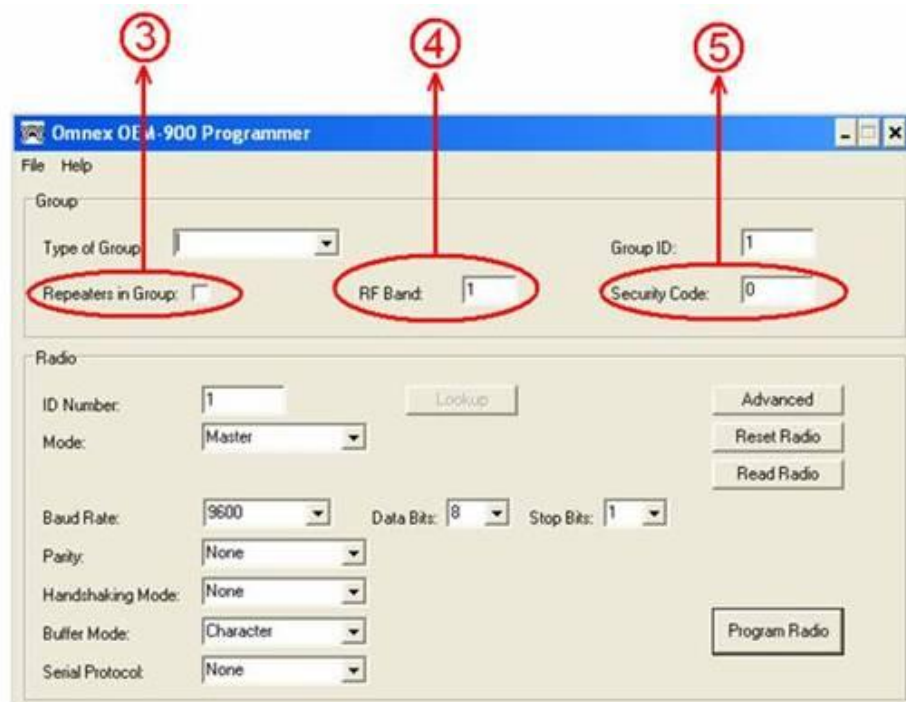 ③ ④ ⑤
Omnex OEM-900 Programmer
File Help
Group
Type of Group Group ID: 1
Repeaters in Group: RF Band: 1 Security Code: 0
Radio
ID Number: 1 Lookup Advanced
Mode: Master Reset Radio
Read Radio
Baud Rate: 9600 Data Bits: 8 Stop Bits: 1
Parity: None
Handshaking Mode: None
Buffer Mode: Character Program Radio
Serial Protocol: None